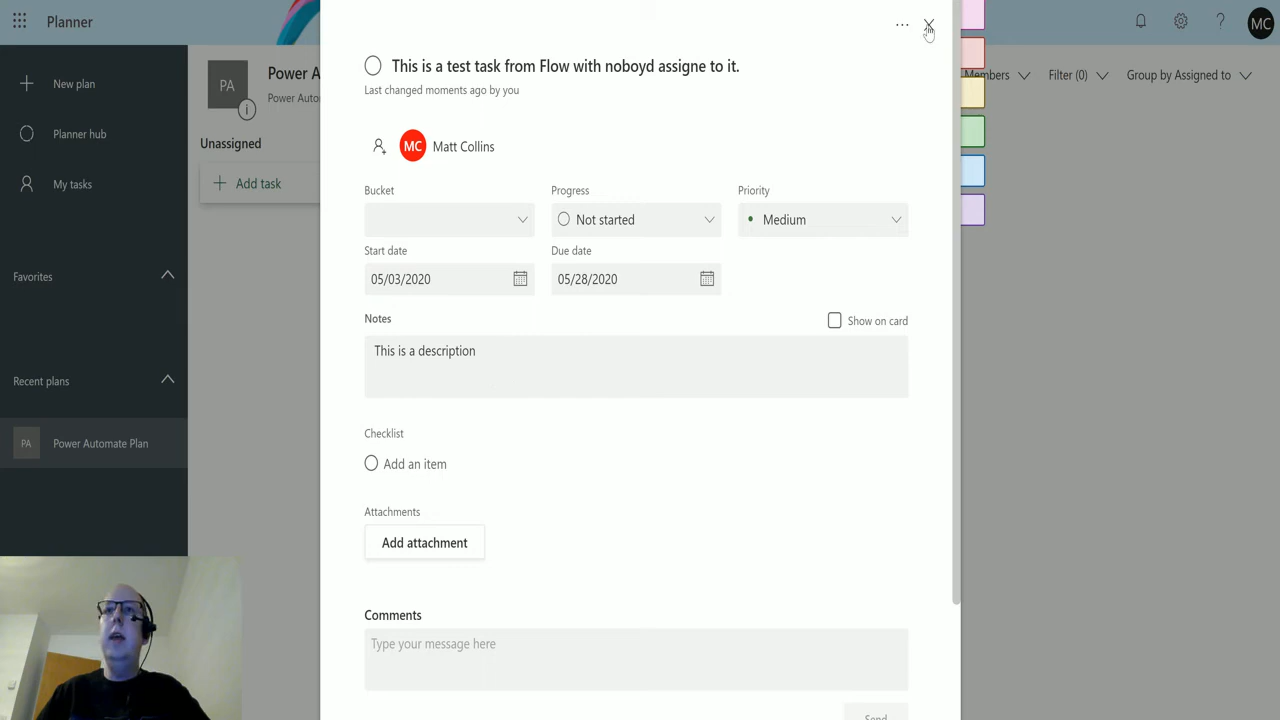 Planner
MC
New plan
Planner hub
My tasks
Favorites
Recent plans
PA
Power Automate Plan
PA
Power A
Power Auto
Unassigned
Add task
This is a test task from Flow with noboyd assigne to it.
Last changed moments ago by you
MC Matt Collins
Bucket Progress Priority
Not started Medium
Start date Due date
05/03/2020 05/28/2020
Notes Show on card
This is a description
Checklist
Add an item
Attachments
Add attachment
Comments
Type your message here
Send
Members Filter (0) Group by Assigned to